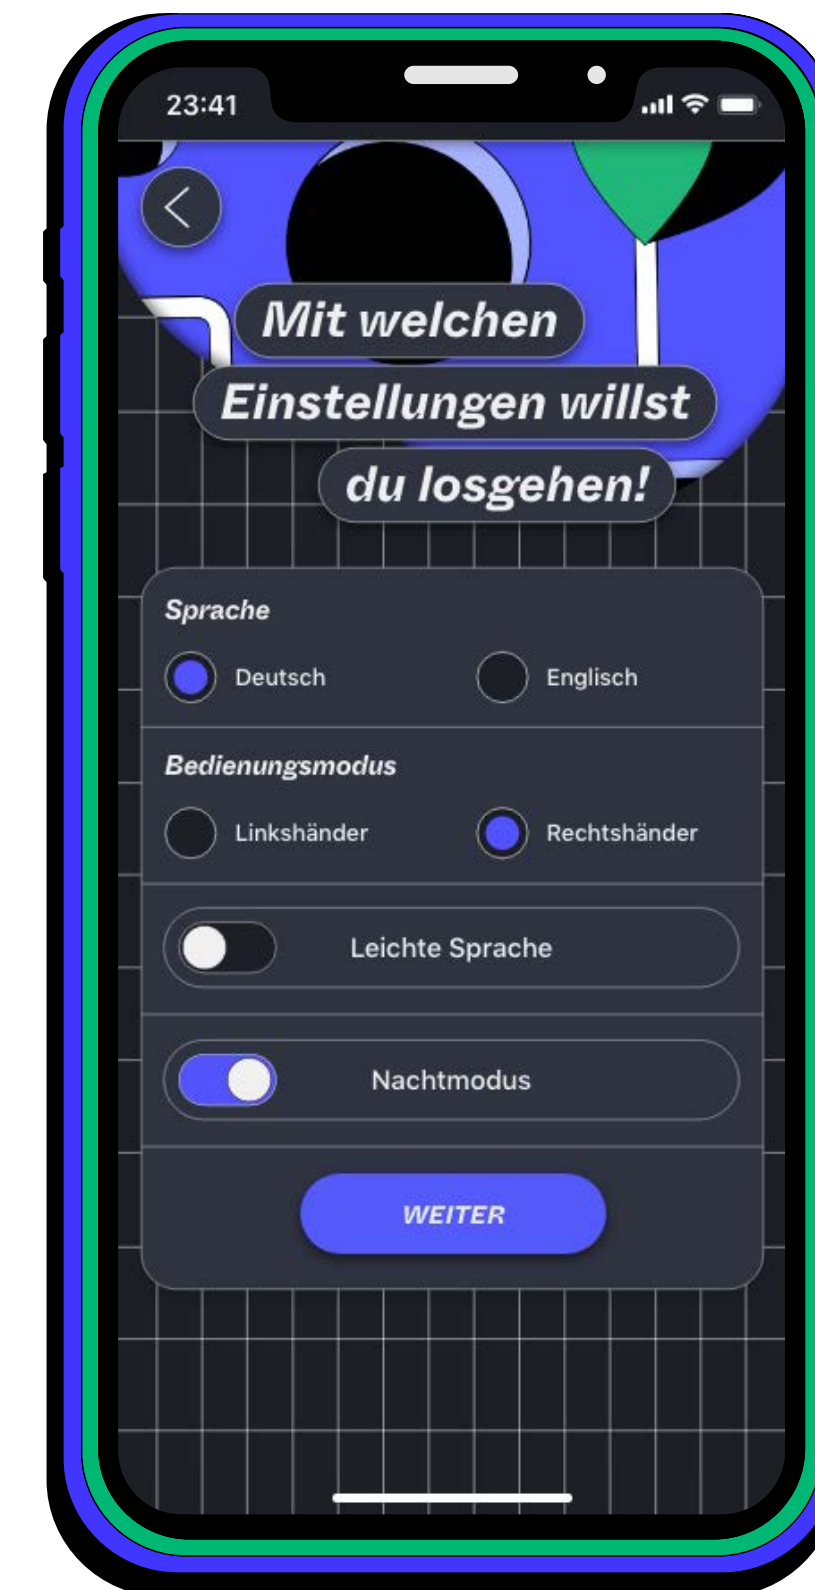 23:41
Mit welchen
Einstellungen willst
du losgehen!
Sprache
Deutsch Englisch
Bedienungsmodus
Linkshänder Rechtshänder
Leichte Sprache
Nachtmodus
WEITER